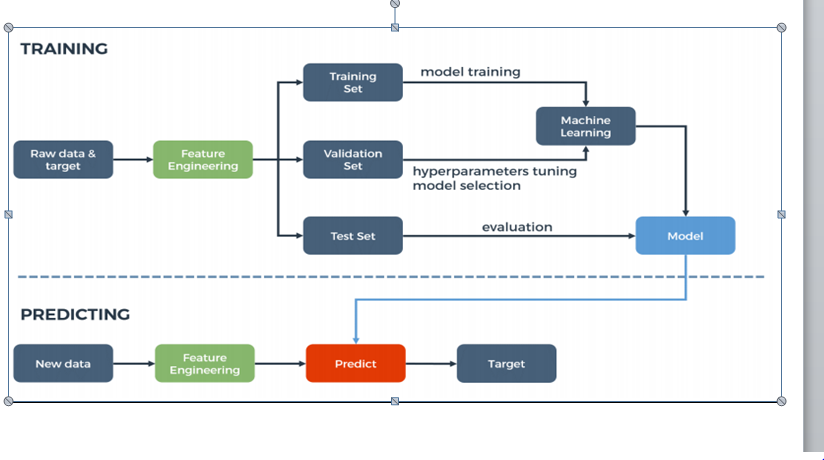 TRAINING
Training
Set
model training
Machine
Learning
Raw data &
target
Feature
Engineering
Validation
Set
hyperparameters tuning
model selection
Test Set
evaluation
Model
PREDICTING
New data
Feature
Engineering
Predict
Target